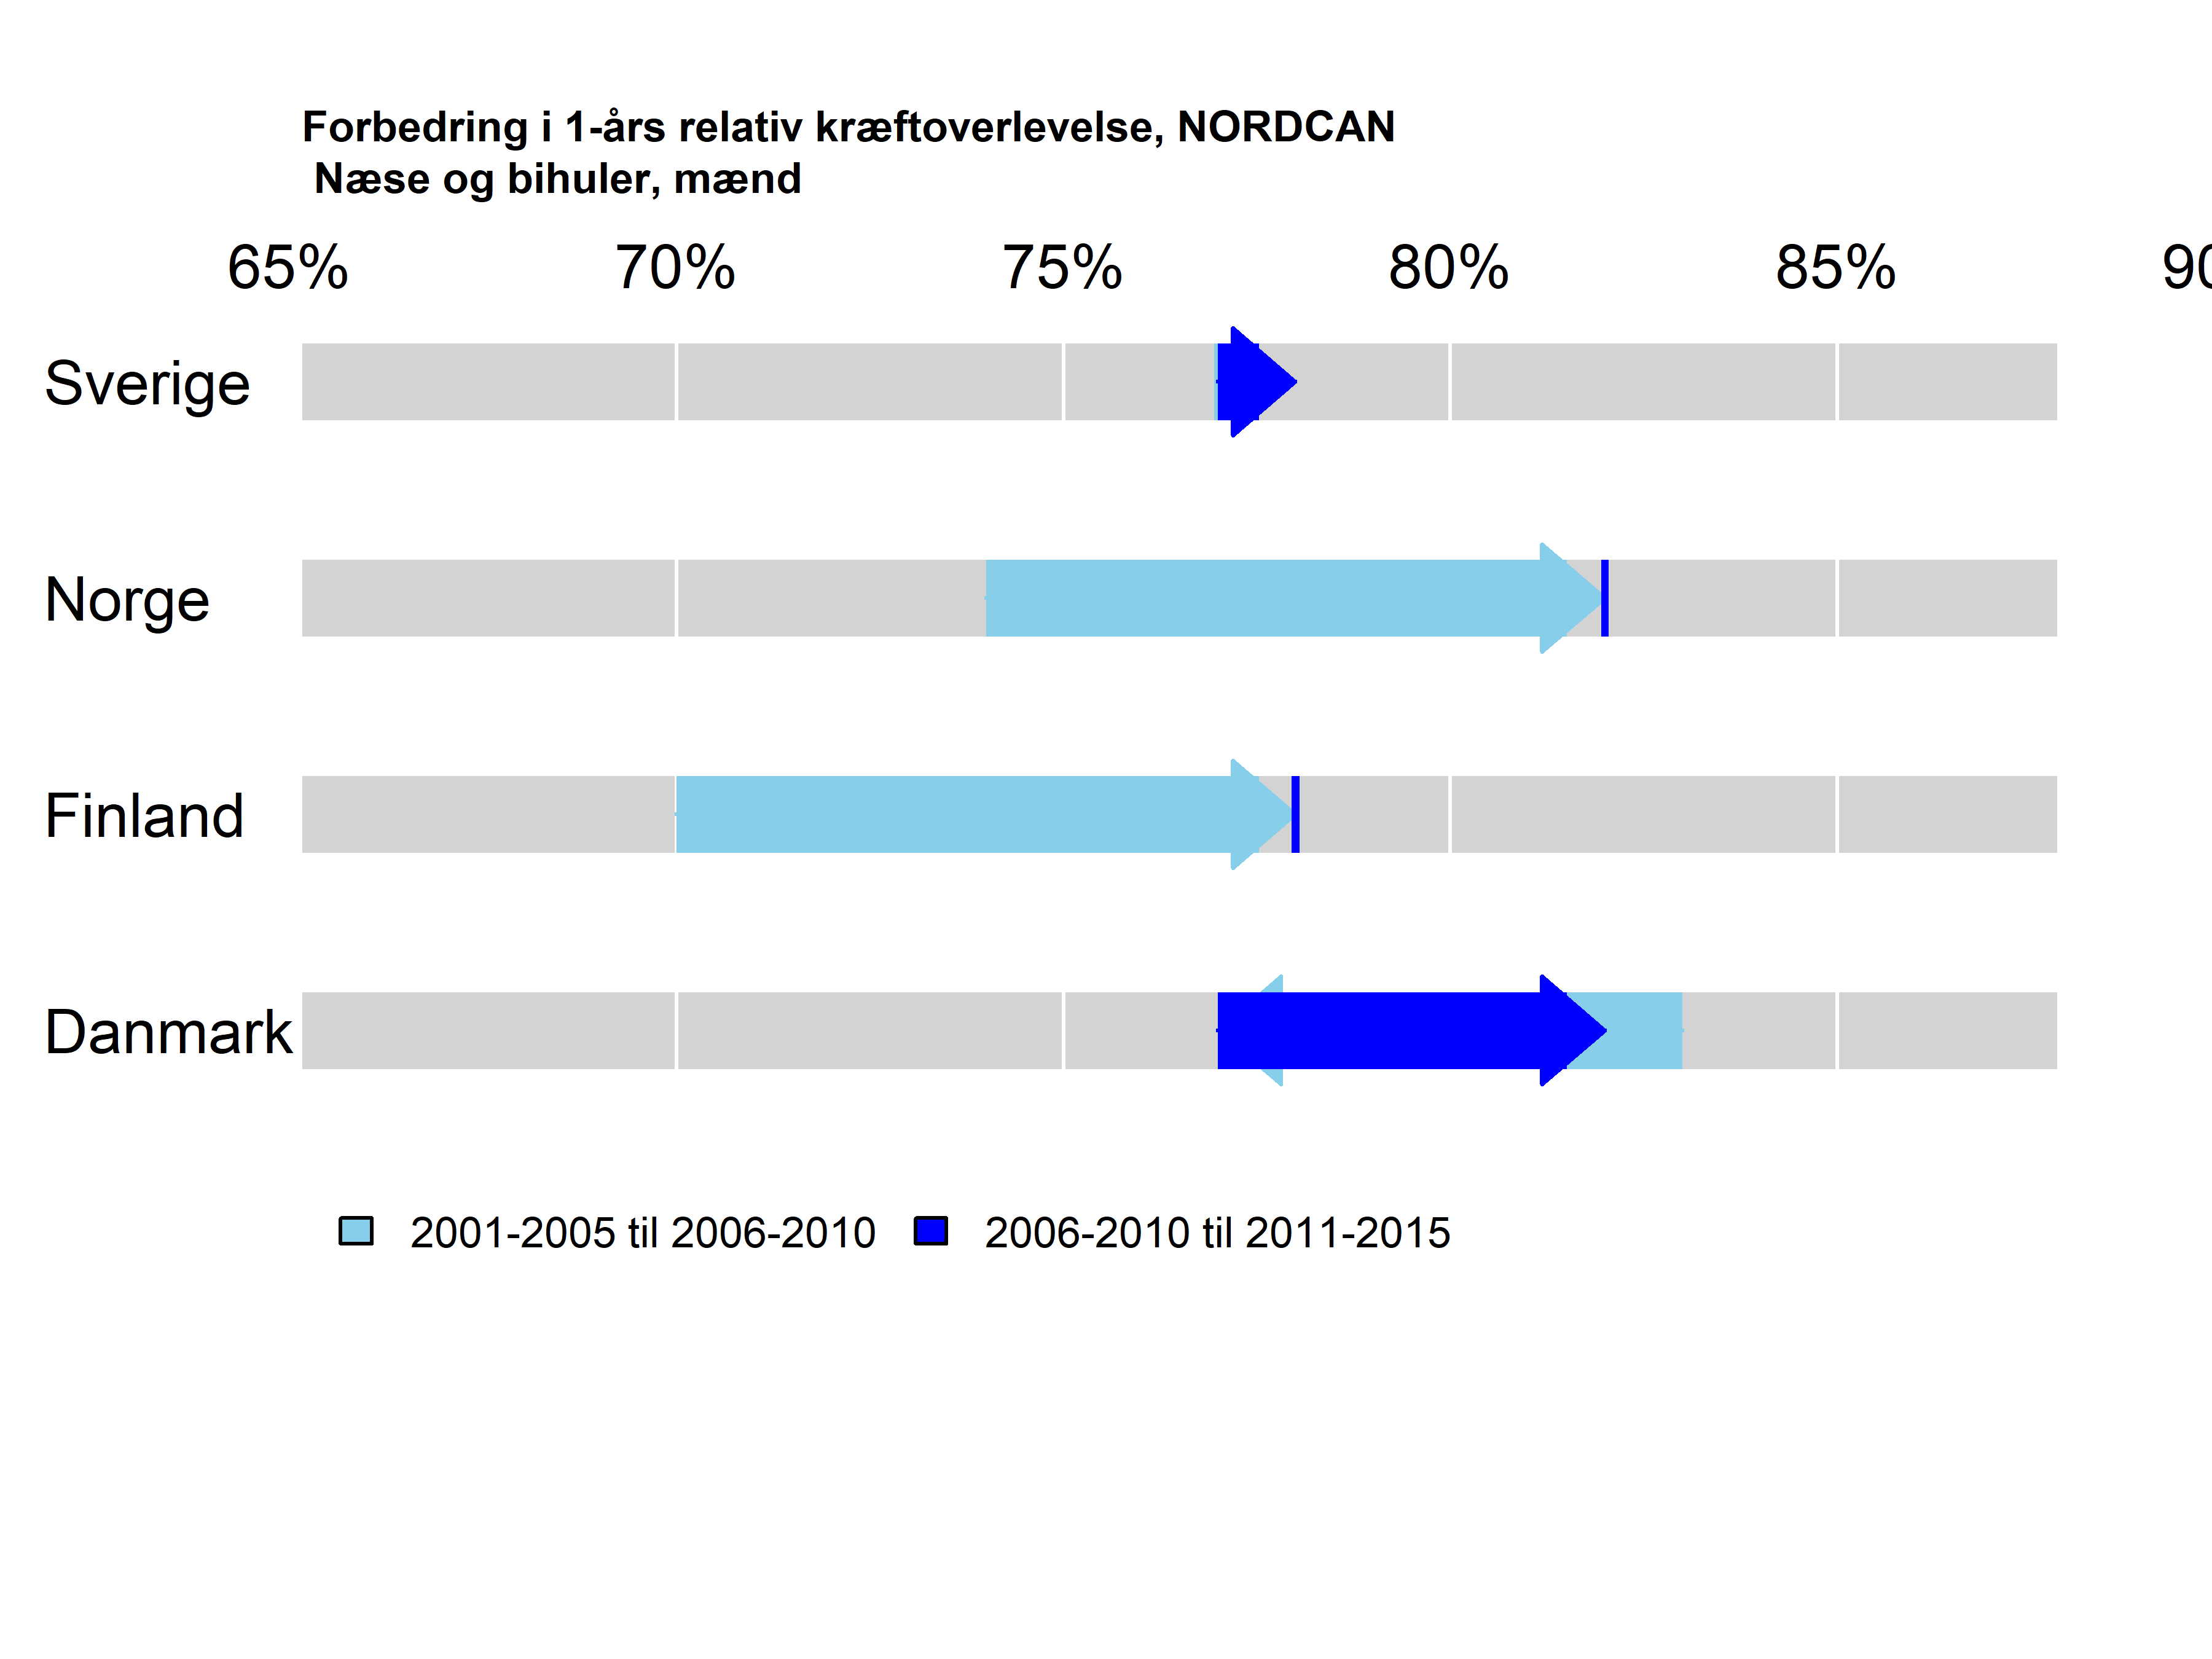 Forbedring i 1-års relativ kræftoverlevelse, NORDCAN
Næse og bihuler, mænd
65% 70% 75% 80% 85% 90
Sverige
Norge
Finland
Danmark
2001-2005 til 2006-2010 2006-2010 til 2011-2015